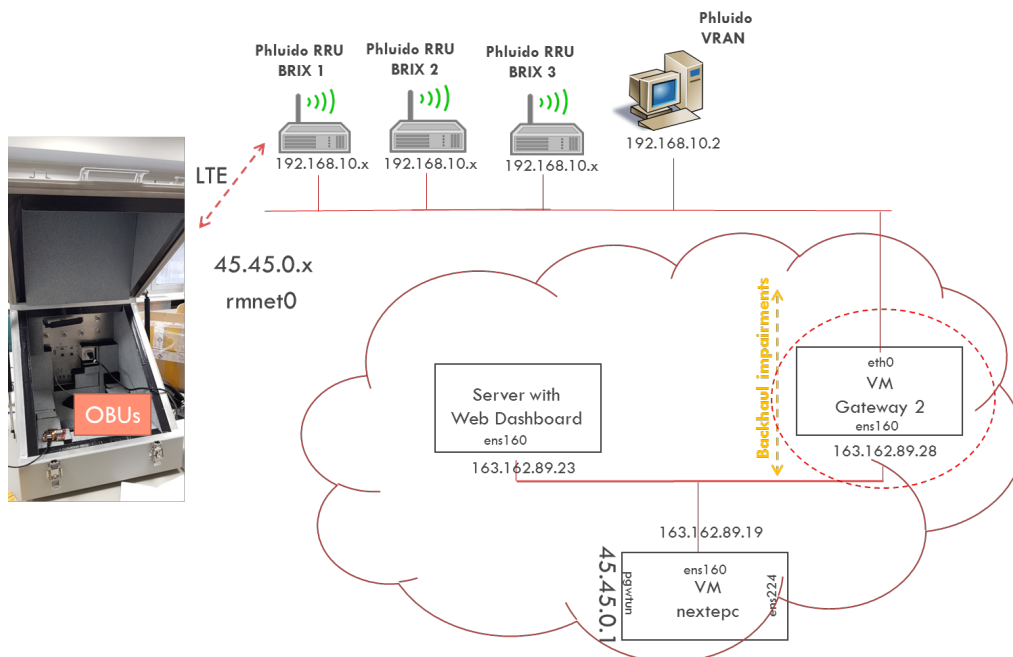 Phluido RRU
BRIX 1
Phluido RRU
BRIX 2
Phluido RRU
BRIX 3
Phluido
VRAN
192.168.10.x
192.168.10.x
192.168.10.x
192.168.10.2
LTE
45.45.0.x
rmnet0
OBUs
Backhaul impairments
eth0
VM
Gateway 2
ens160
163.162.89.28
Server with
Web Dashboard
ens160
163.162.89.23
163.162.89.19
45.45.0.1
pgwtun
ens160
VM
nextepc
ens224